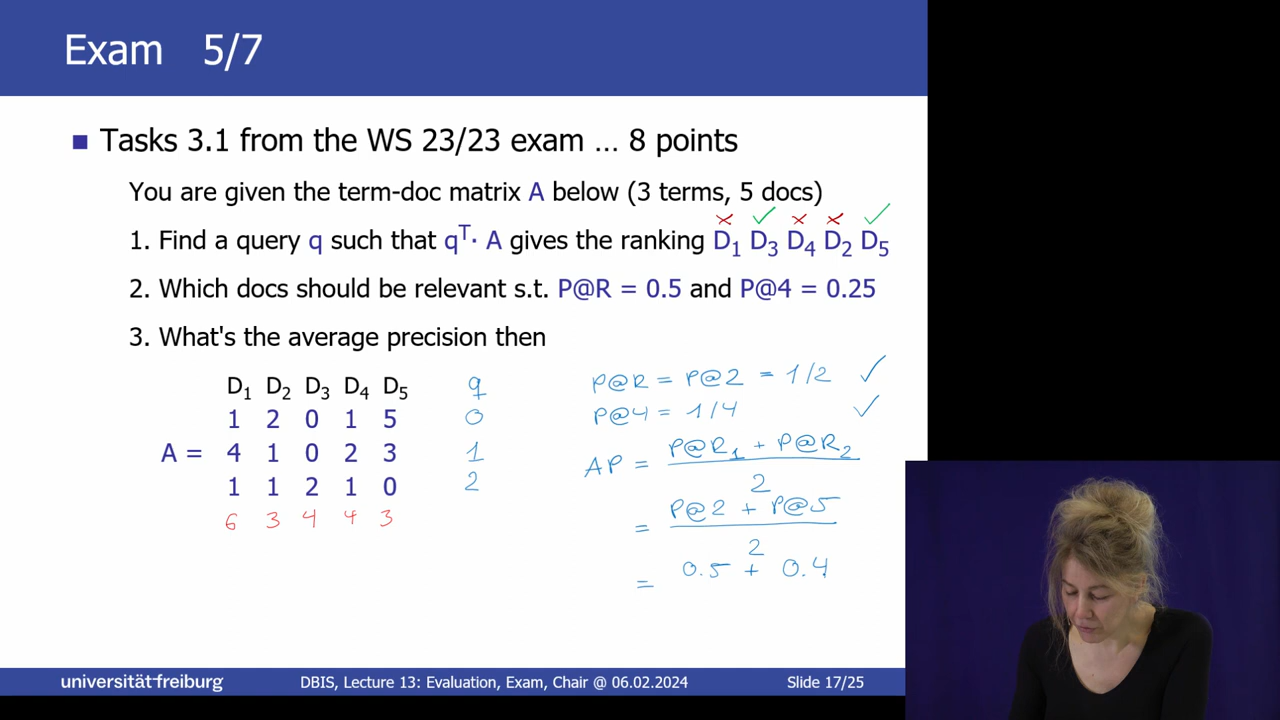 Exam 5/7
■ Tasks 3.1 from the WS 23/23 exam … 8 points
You are given the term-doc matrix A below (3 terms, 5 docs)
1. Find a query q such that qᵀ· A gives the ranking D₁ D₃ D₄ D₂ D₅
2. Which docs should be relevant s.t. P@R = 0.5 and P@4 = 0.25
3. What's the average precision then
D₁ D₂ D₃ D₄ D₅ q
1 2 0 1 5 0
A = 4 1 0 2 3 1
1 1 2 1 0 2
6 3 4 4 3
P@R = P@2 = 1/2 ✓
P@4 = 1/4 ✓
AP = P@R₁ + P@R₂
2
= P@2 + P@5
2
= 0.5 + 0.4
universität freiburg
DBIS, Lecture 13: Evaluation, Exam, Chair @ 06.02.2024
Slide 17/25